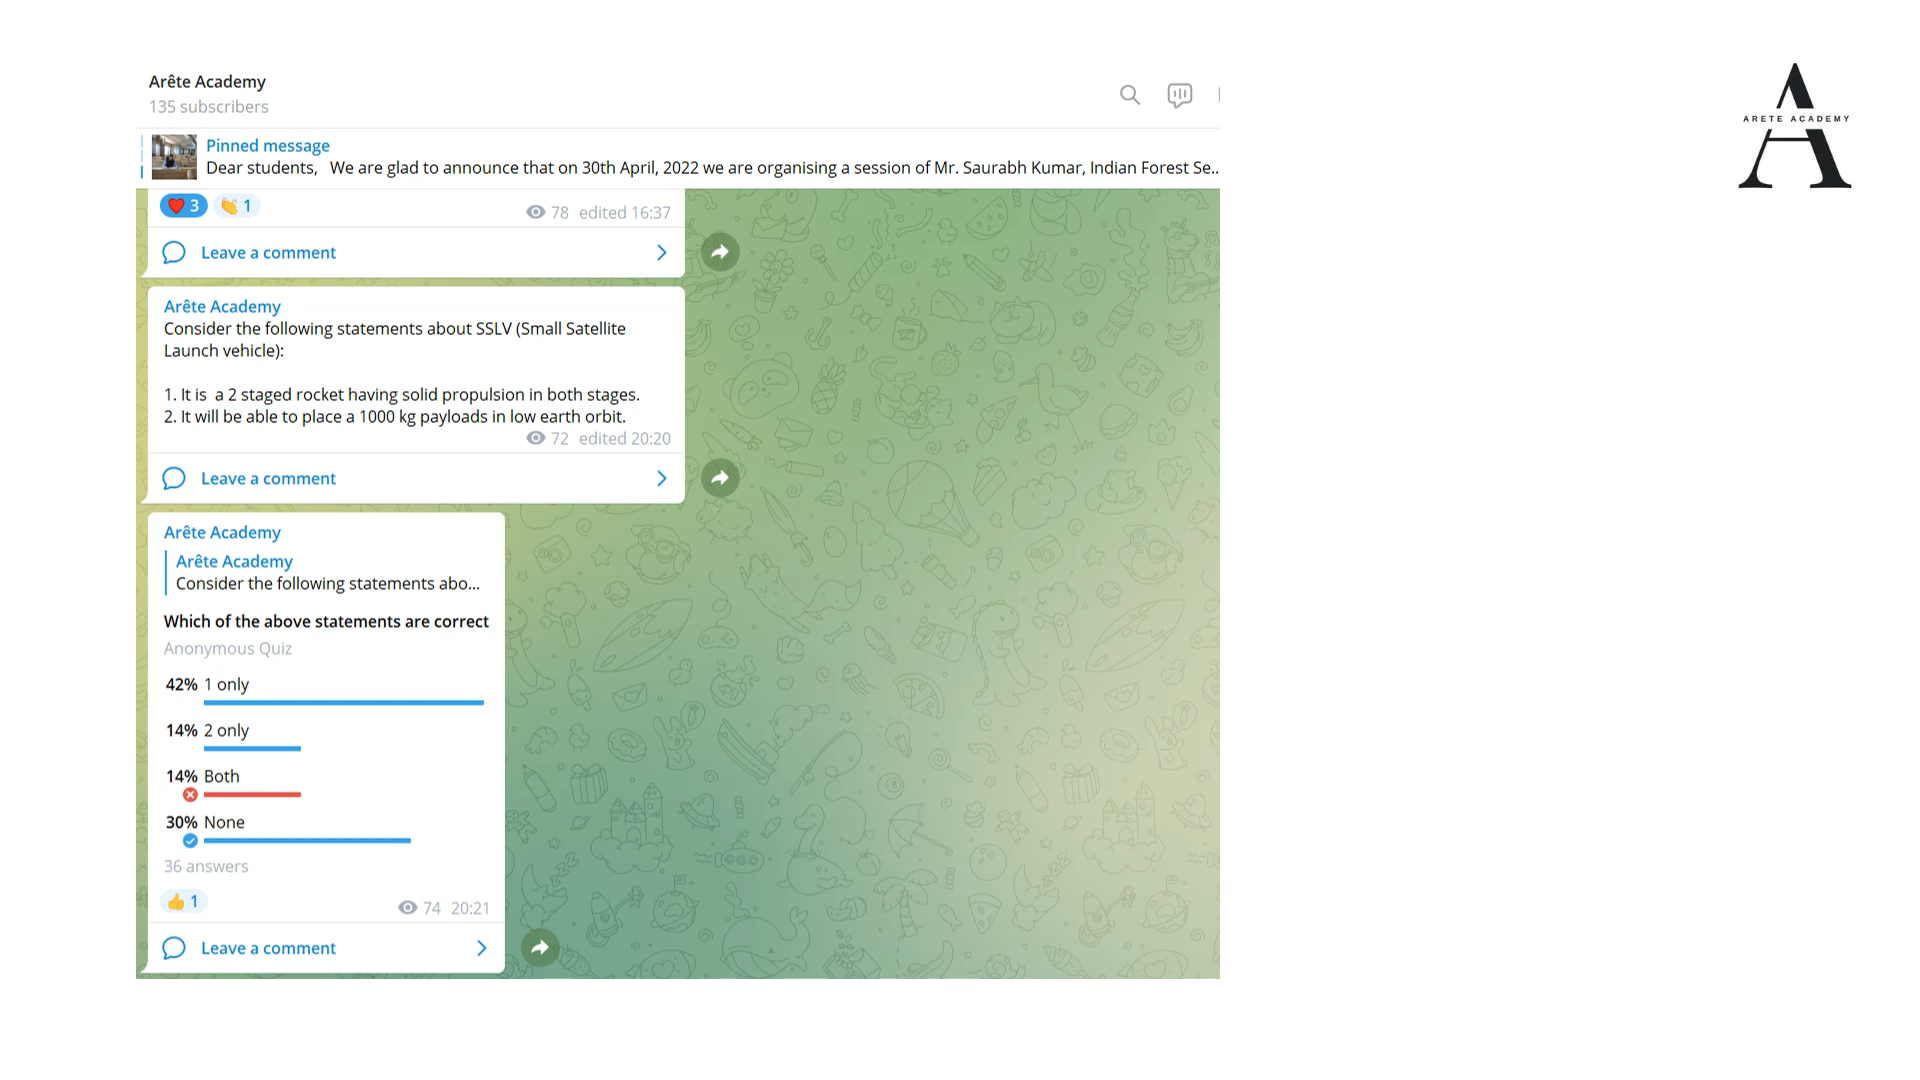 Arête Academy
135 subscribers
ARETE ACADEMY
Pinned message
Dear students, We are glad to announce that on 30th April, 2022 we are organising a session of Mr. Saurabh Kumar, Indian Forest Se..
3 1
78 edited 16:37
Leave a comment
Arête Academy
Consider the following statements about SSLV (Small Satellite
Launch vehicle):
1. It is a 2 staged rocket having solid propulsion in both stages.
2. It will be able to place a 1000 kg payloads in low earth orbit.
72 edited 20:20
Leave a comment
Arête Academy
Arête Academy
Consider the following statements abo...
Which of the above statements are correct
Anonymous Quiz
42% 1 only
14% 2 only
14% Both
30% None
36 answers
1
74 20:21
Leave a comment